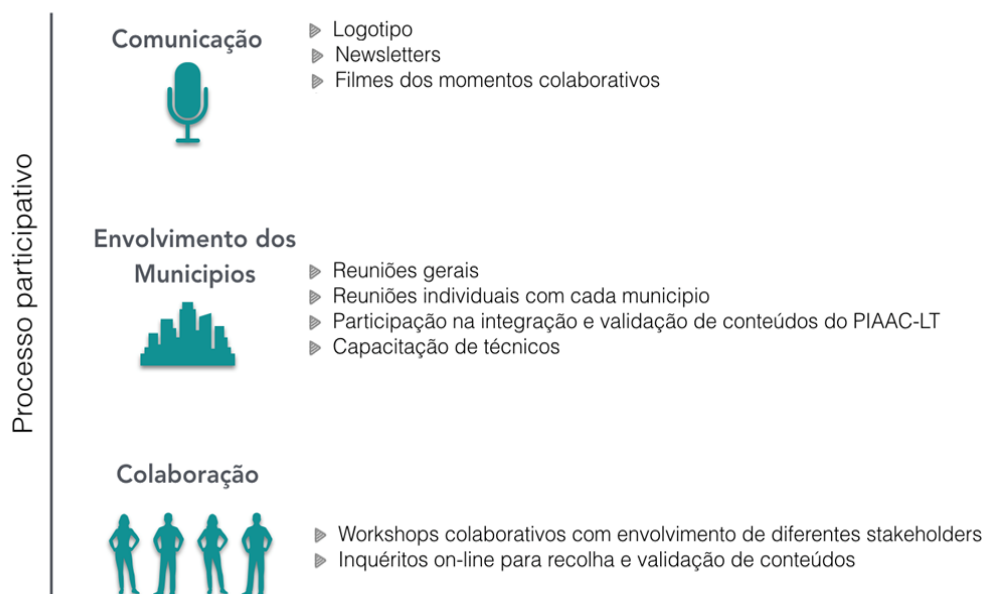 Processo participativo
Comunicação
Logotipo
Newsletters
Filmes dos momentos colaborativos
Envolvimento dos
Municipios
Reuniões gerais
Reuniões individuais com cada municipio
Participação na integração e validação de conteúdos do PIAAC-LT
Capacitação de técnicos
Colaboração
Workshops colaborativos com envolvimento de diferentes stakeholders
Inquéritos on-line para recolha e validação de conteúdos